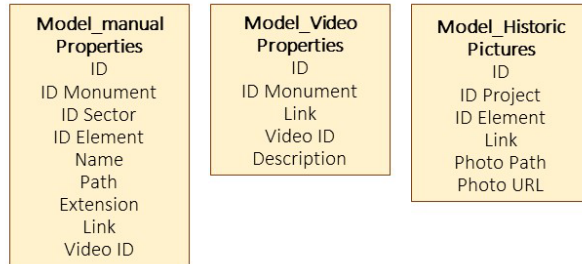 Model_manual
Properties
ID
ID Monument
ID Sector
ID Element
Name
Path
Extension
Link
Video ID
Model_Video
Properties
ID
ID Monument
Link
Video ID
Description
Model_Historic
Pictures
ID
ID Project
ID Element
Link
Photo Path
Photo URL